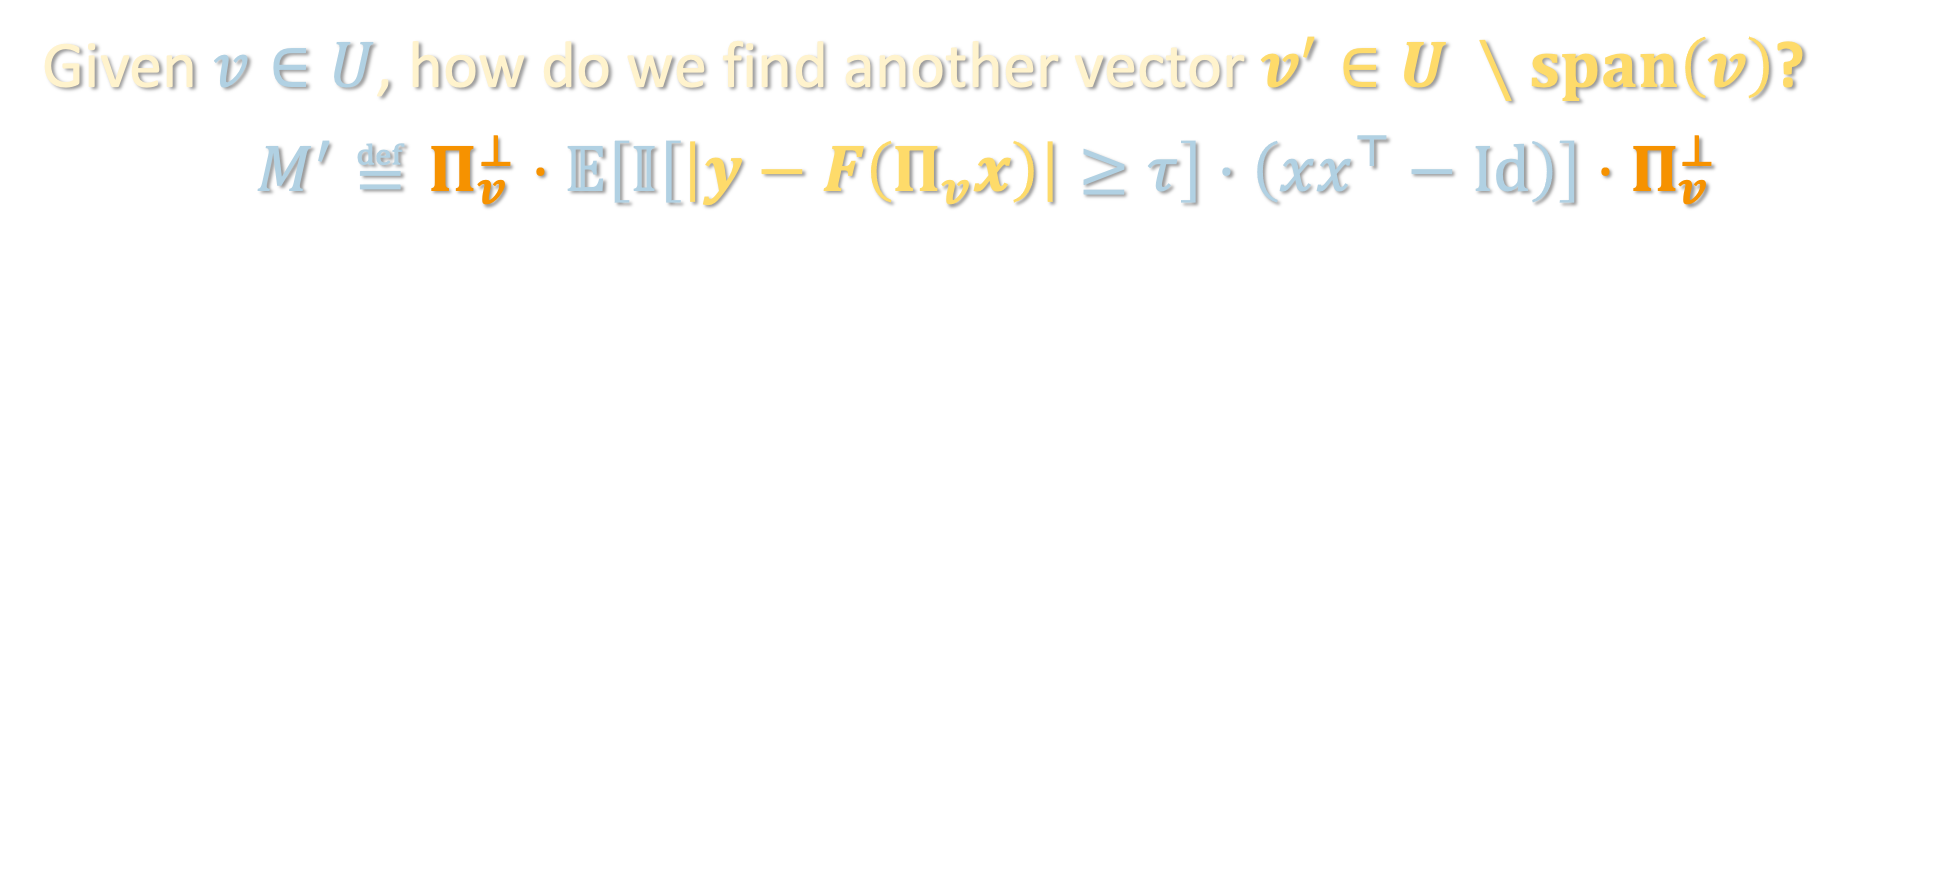 Given 𝒗 ∈ 𝑼, how do we find another vector 𝒗′ ∈ 𝑼 \ span(𝒗)?
𝑀′ ≝ 𝚷ᵥ^⊥ · 𝔼[𝕀[|𝒚 − 𝑭(𝚷ᵥ𝒙)| ≥ 𝜏] · (𝑥𝑥^⊤ − Id)] · 𝚷ᵥ^⊥